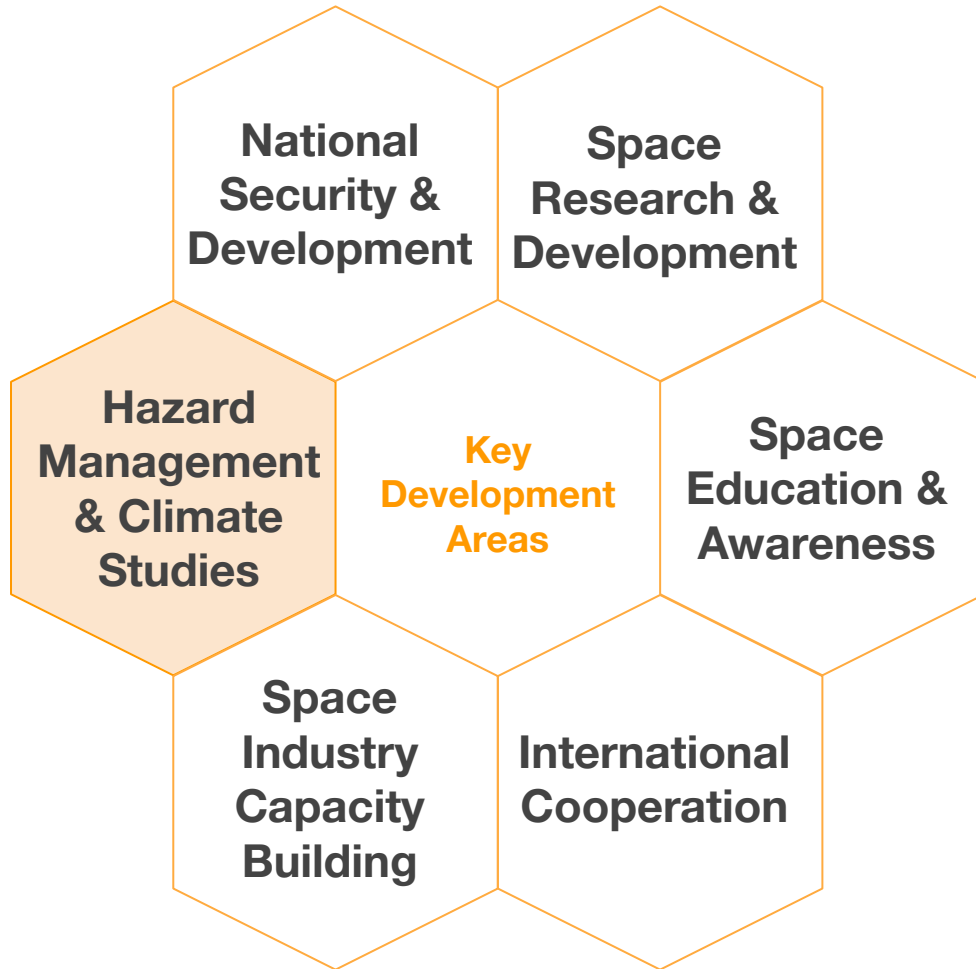 National
Security &
Development
Space
Research &
Development
Hazard
Management
& Climate
Studies
Key
Development
Areas
Space
Education &
Awareness
Space
Industry
Capacity
Building
International
Cooperation